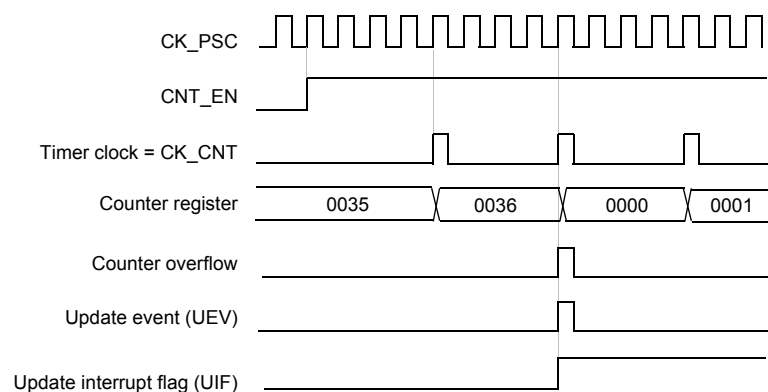 CK_PSC
CNT_EN
Timer clock = CK_CNT
Counter register 0035 0036 0000 0001
Counter overflow
Update event (UEV)
Update interrupt flag (UIF)